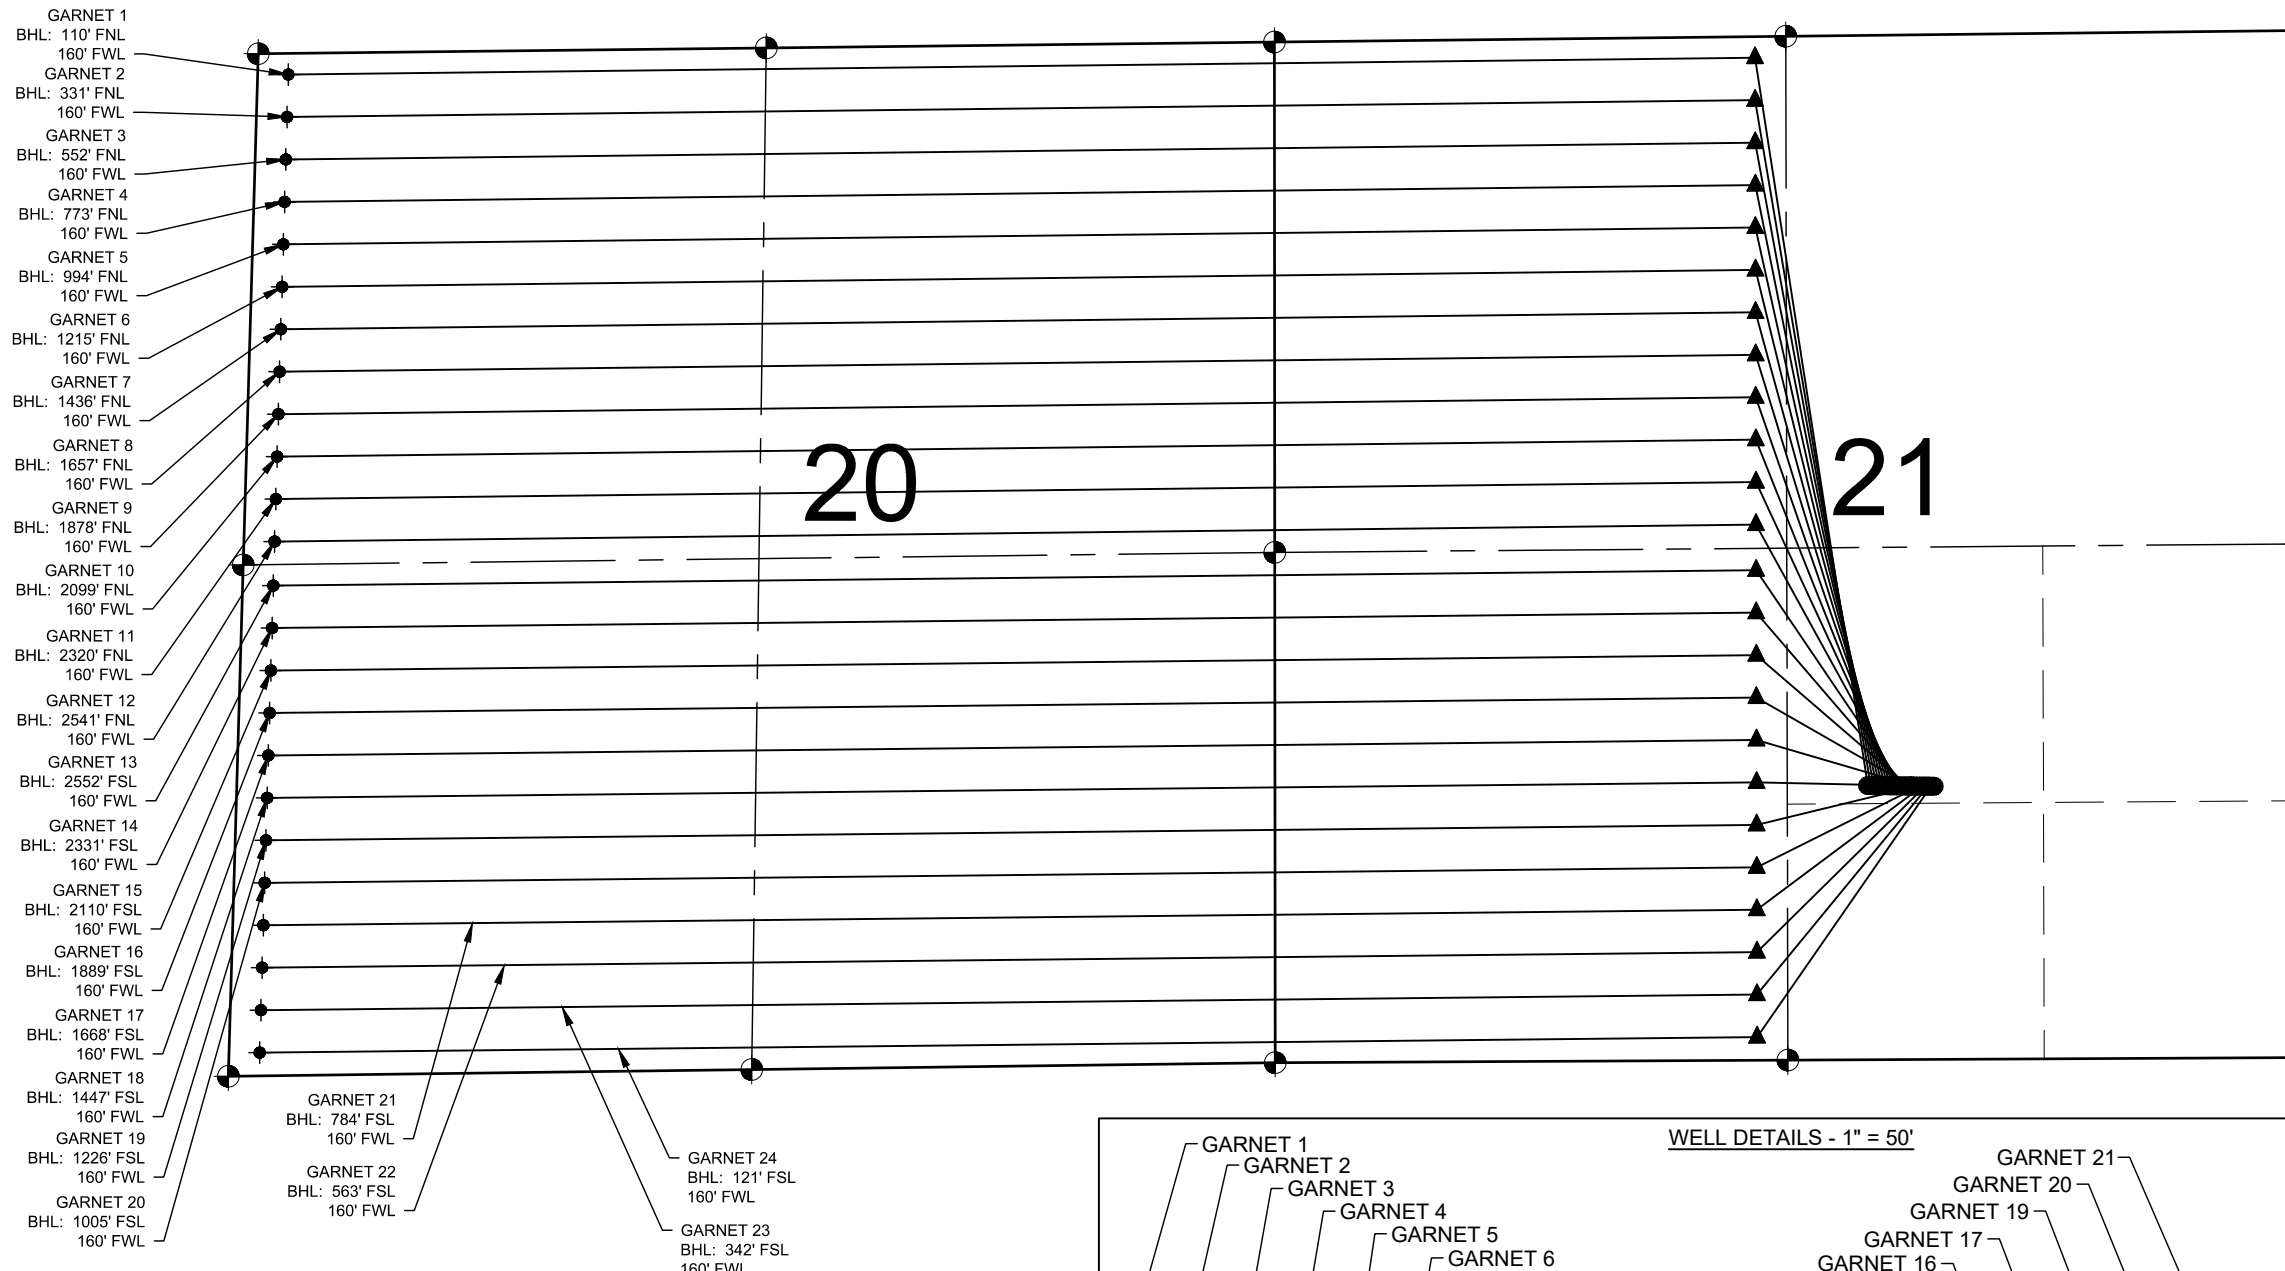 GARNET 1
BHL: 110' FNL
160' FWL
GARNET 2
BHL: 331' FNL
160' FWL
GARNET 3
BHL: 552' FNL
160' FWL
GARNET 4
BHL: 773' FNL
160' FWL
GARNET 5
BHL: 994' FNL
160' FWL
GARNET 6
BHL: 1215' FNL
160' FWL
GARNET 7
BHL: 1436' FNL
160' FWL
GARNET 8
BHL: 1657' FNL
160' FWL
GARNET 9
BHL: 1878' FNL
160' FWL
GARNET 10
BHL: 2099' FNL
160' FWL
GARNET 11
BHL: 2320' FNL
160' FWL
GARNET 12
BHL: 2541' FNL
160' FWL
GARNET 13
BHL: 2552' FSL
160' FWL
GARNET 14
BHL: 2331' FSL
160' FWL
GARNET 15
BHL: 2110' FSL
160' FWL
GARNET 16
BHL: 1889' FSL
160' FWL
GARNET 17
BHL: 1668' FSL
160' FWL
GARNET 18
BHL: 1447' FSL
160' FWL
GARNET 19
BHL: 1226' FSL
160' FWL
GARNET 20
BHL: 1005' FSL
160' FWL
20
21
GARNET 21
BHL: 784' FSL
160' FWL
GARNET 22
BHL: 563' FSL
160' FWL
GARNET 24
BHL: 121' FSL
160' FWL
GARNET 23
BHL: 342' FSL
160' FWL
WELL DETAILS - 1" = 50'
GARNET 1
GARNET 2
GARNET 3
GARNET 4
GARNET 5
GARNET 6
GARNET 21
GARNET 20
GARNET 19
GARNET 17
GARNET 16